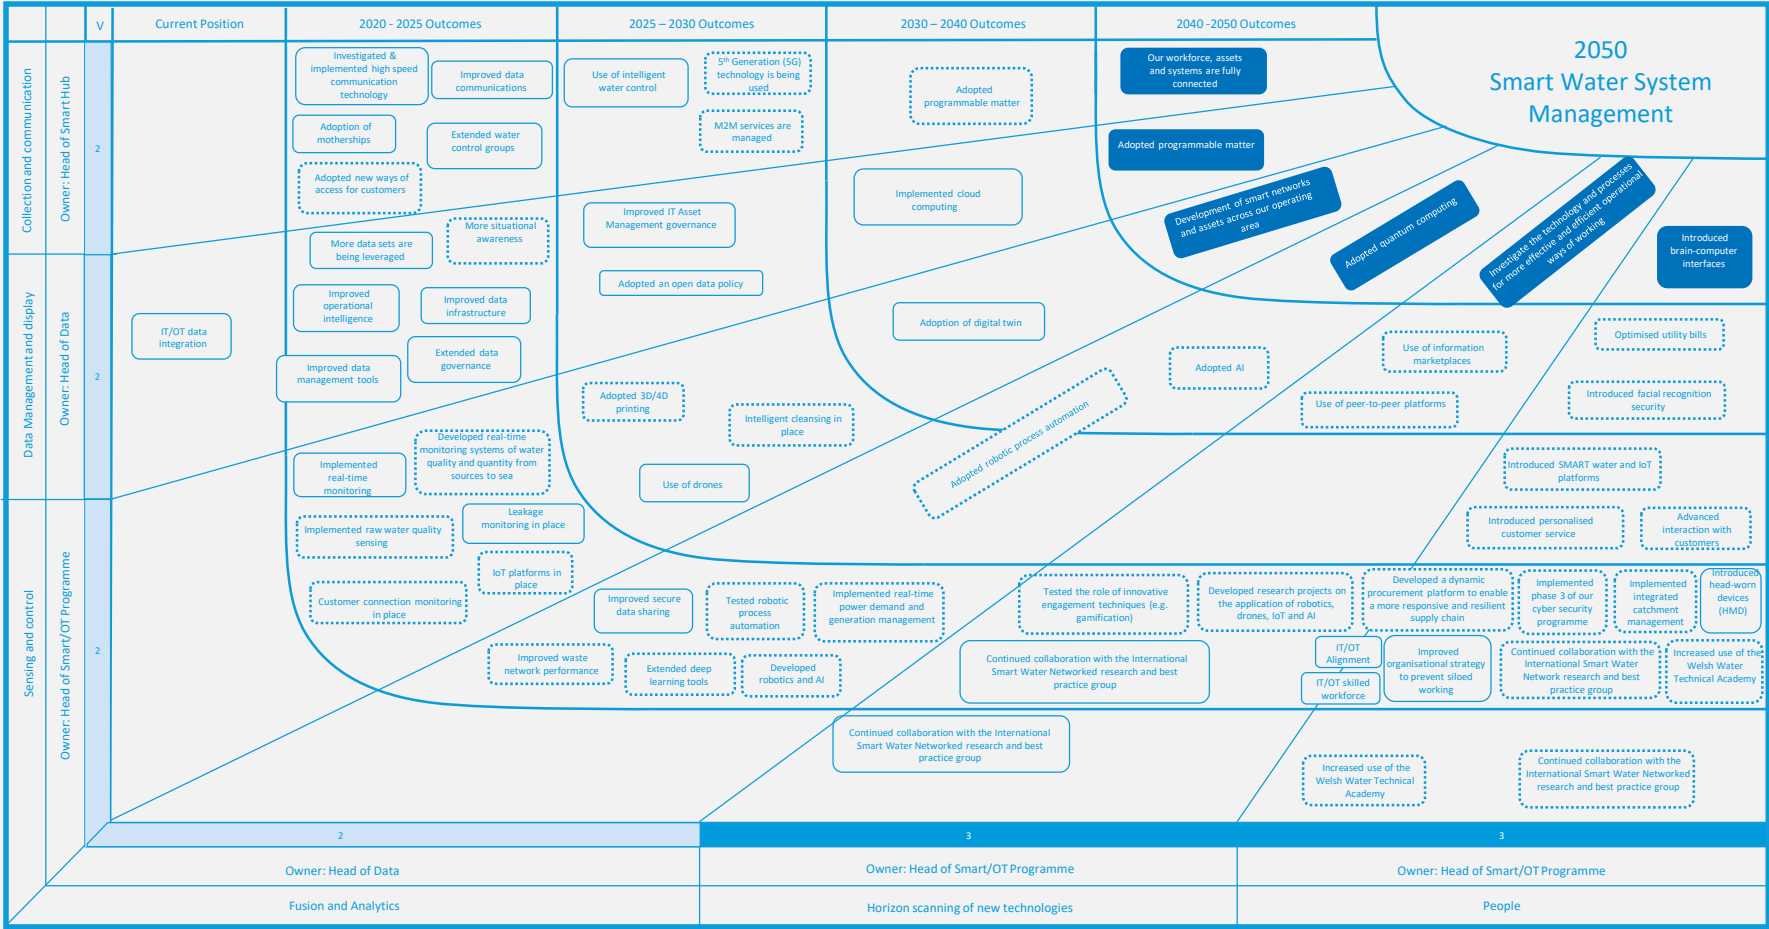 V
Current Position
2020 - 2025 Outcomes
2025 – 2030 Outcomes
2030 – 2040 Outcomes
2040 -2050 Outcomes
2050
Smart Water System
Management
Collection and communication
Owner: Head of Smart Hub
2
Investigated &
implemented high speed
communication
technology
Improved data
communications
Adoption of
motherships
Extended water
control groups
Adopted new ways of
access for customers
Use of intelligent
water control
5th Generation (5G)
technology is being
used
M2M services are
managed
Adopted
programmable matter
Our workforce, assets
and systems are fully
connected
Adopted programmable matter
Data Management and display
Owner: Head of Data
2
IT/OT data
integration
More situational
awareness
More data sets are
being leveraged
Improved
operational
intelligence
Improved data
infrastructure
Improved data
management tools
Extended data
governance
Improved IT Asset
Management governance
Adopted an open data policy
Implemented cloud
computing
Adoption of digital twin
Development of smart networks
and assets across our operating
area
Adopted quantum computing
Investigate the technology and processes
for more effective and efficient operational
ways of working
Introduced
brain-computer
interfaces
Sensing and control
Owner: Head of Smart/OT Programme
2
Implemented
real-time
monitoring
Developed real-time
monitoring systems of water
quality and quantity from
sources to sea
Implemented raw water quality
sensing
Leakage
monitoring in place
IoT platforms in
place
Customer connection monitoring
in place
Adopted 3D/4D
printing
Intelligent cleansing in
place
Use of drones
Adopted robotic process automation
Adopted AI
Use of information
marketplaces
Use of peer-to-peer platforms
Optimised utility bills
Introduced facial recognition
security
Introduced SMART water and IoT
platforms
Introduced personalised
customer service
Advanced
interaction with
customers
Improved secure
data sharing
Tested robotic
process
automation
Implemented real-time
power demand and
generation management
Improved waste
network performance
Extended deep
learning tools
Developed
robotics and AI
Tested the role of innovative
engagement techniques (e.g.
gamification)
Developed research projects on
the application of robotics,
drones, IoT and AI
Developed a dynamic
procurement platform to enable
a more responsive and resilient
supply chain
Implemented
phase 3 of our
cyber security
programme
Implemented
integrated
catchment
management
Introduced
head-worn
devices
(HMD)
Continued collaboration with the International
Smart Water Networked research and best
practice group
IT/OT
Alignment
IT/OT skilled
workforce
Improved
organisational strategy
to prevent siloed
working
Continued collaboration with the
International Smart Water
Network research and best
practice group
Increased use of the
Welsh Water
Technical Academy
Continued collaboration with the International
Smart Water Networked research and best
practice group
Increased use of the
Welsh Water Technical
Academy
Continued collaboration with the
International Smart Water Networked
research and best practice group
2
3
3
Owner: Head of Data
Owner: Head of Smart/OT Programme
Owner: Head of Smart/OT Programme
Fusion and Analytics
Horizon scanning of new technologies
People